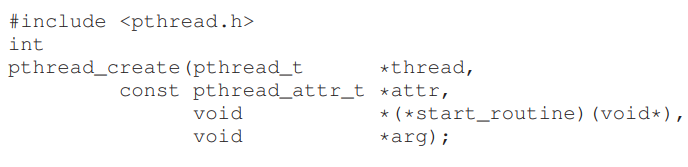 #include <pthread.h>
int
pthread_create(pthread_t *thread,
const pthread_attr_t *attr,
void *(*start_routine)(void*),
void *arg);